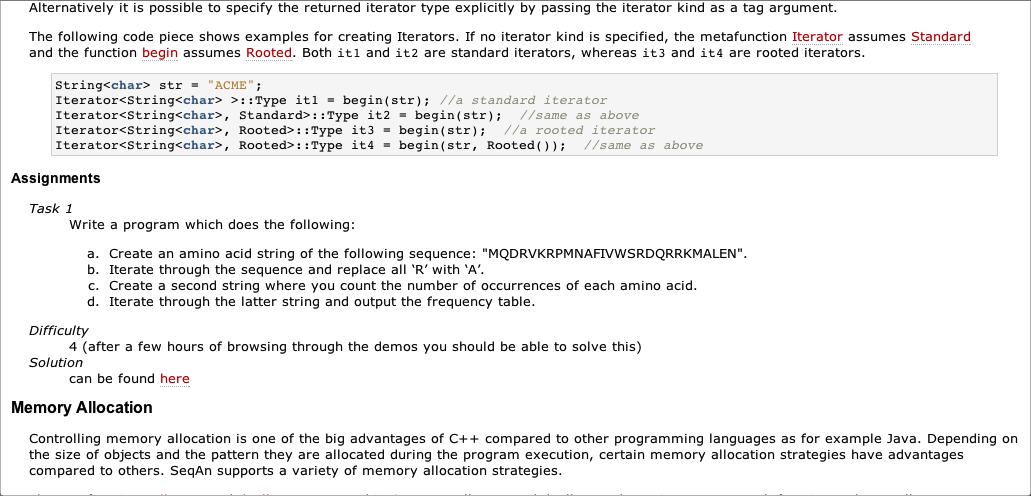 Alternatively it is possible to specify the returned iterator type explicitly by passing the iterator kind as a tag argument.
The following code piece shows examples for creating Iterators. If no iterator kind is specified, the metafunction Iterator assumes Standard
and the function begin assumes Rooted. Both it1 and it2 are standard iterators, whereas it3 and it4 are rooted iterators.
String<char> str = "ACME";
Iterator<String<char> >::Type it1 = begin(str); //a standard iterator
Iterator<String<char>, Standard>::Type it2 = begin(str);  //same as above
Iterator<String<char>, Rooted>::Type it3 = begin(str);  //a rooted iterator
Iterator<String<char>, Rooted>::Type it4 = begin(str, Rooted());  //same as above
Assignments
Task 1
Write a program which does the following:
a. Create an amino acid string of the following sequence: "MQDRVKRPMNAFIVWSRDQRRKMALEN".
b. Iterate through the sequence and replace all ‘R’ with ‘A’.
c. Create a second string where you count the number of occurrences of each amino acid.
d. Iterate through the latter string and output the frequency table.
Difficulty
4 (after a few hours of browsing through the demos you should be able to solve this)
Solution
can be found here
Memory Allocation
Controlling memory allocation is one of the big advantages of C++ compared to other programming languages as for example Java. Depending on
the size of objects and the pattern they are allocated during the program execution, certain memory allocation strategies have advantages
compared to others. SeqAn supports a variety of memory allocation strategies.